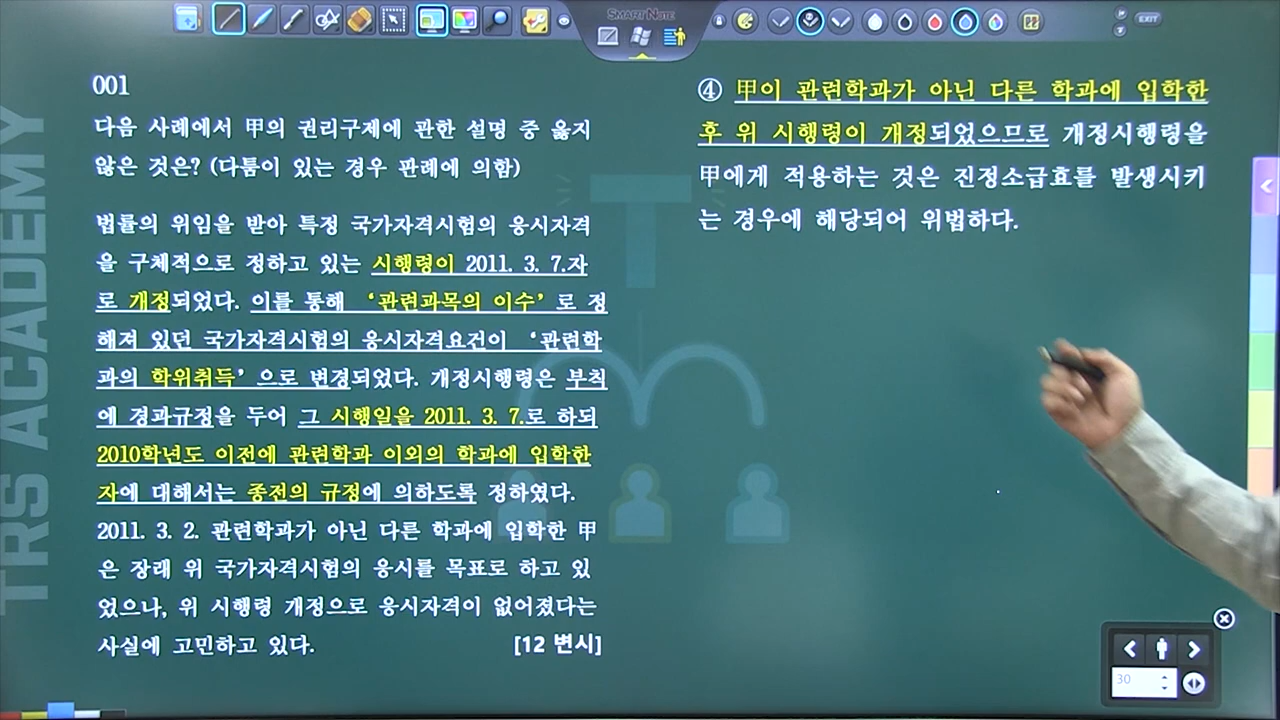 SMART NOTE
EXIT
001
다음 사례에서 甲의 권리구제에 관한 설명 중 옳지
않은 것은? (다툼이 있는 경우 판례에 의함)
법률의 위임을 받아 특정 국가자격시험의 응시자격
을 구체적으로 정하고 있는 시행령이 2011. 3. 7.자
로 개정되었다. 이를 통해 ‘관련과목의 이수’로 정
해져 있던 국가자격시험의 응시자격요건이 ‘관련학
과의 학위취득’으로 변경되었다. 개정시행령은 부칙
에 경과규정을 두어 그 시행일을 2011. 3. 7.로 하되
2010학년도 이전에 관련학과 이외의 학과에 입학한
자에 대해서는 종전의 규정에 의하도록 정하였다.
2011. 3. 2. 관련학과가 아닌 다른 학과에 입학한 甲
은 장래 위 국가자격시험의 응시를 목표로 하고 있
었으나, 위 시행령 개정으로 응시자격이 없어졌다는
사실에 고민하고 있다. [12 변시]
④ 甲이 관련학과가 아닌 다른 학과에 입학한
후 위 시행령이 개정되었으므로 개정시행령을
甲에게 적용하는 것은 진정소급효를 발생시키
는 경우에 해당되어 위법하다.
TRS ACADEMY
30